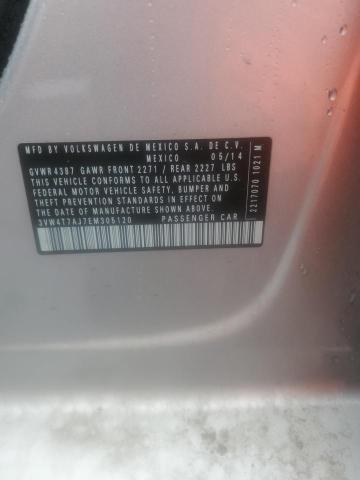 MFD BY VOLKSWAGEN DE MEXICO S.A. DE C.V.
MEXICO 05/14
GVWR 4387 GAWR FRONT 2271 / REAR 2227 LBS
THIS VEHICLE CONFORMS TO ALL APPLICABLE U.S.
FEDERAL MOTOR VEHICLE SAFETY, BUMPER AND
THEFT PREVENTION STANDARDS IN EFFECT ON THE
DATE OF MANUFACTURE SHOWN ABOVE
3VW4T7AJ7EM305120 PASSENGER CAR
2217070 1021 M